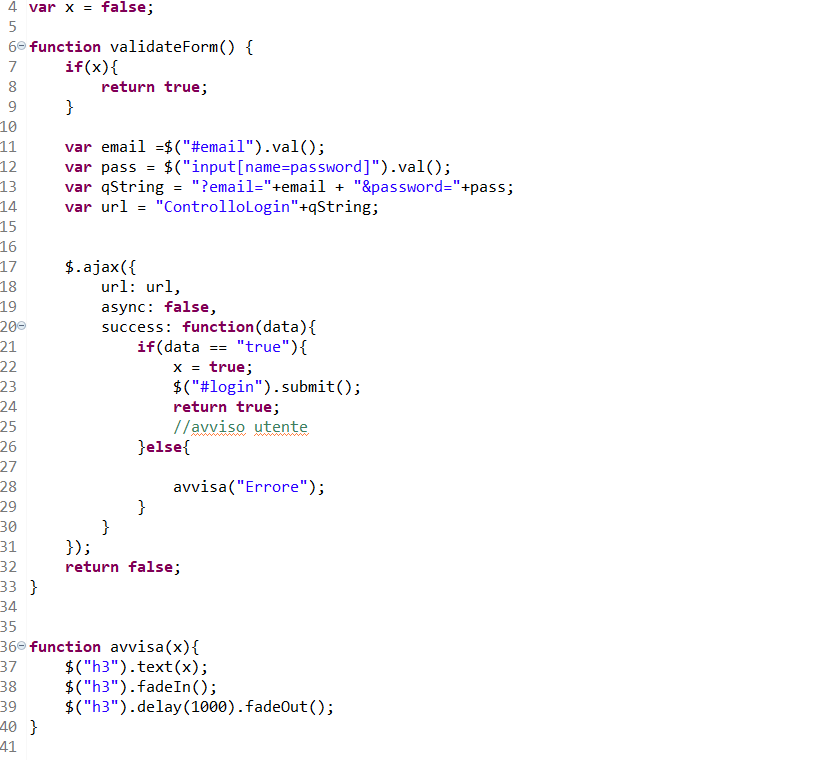 4 var x = false;
5
6 function validateForm() {
7     if(x){
8         return true;
9     }
10
11     var email =$("#email").val();
12     var pass = $("input[name=password]").val();
13     var qString = "?email="+email + "&password="+pass;
14     var url = "ControlloLogin"+qString;
15
16
17     $.ajax({
18         url: url,
19         async: false,
20         success: function(data){
21             if(data == "true"){
22                 x = true;
23                 $("#login").submit();
24                 return true;
25                 //avviso utente
26             }else{
27
28                 avvisa("Errore");
29             }
30         }
31     });
32     return false;
33 }
34
35
36 function avvisa(x){
37     $("h3").text(x);
38     $("h3").fadeIn();
39     $("h3").delay(1000).fadeOut();
40 }
41